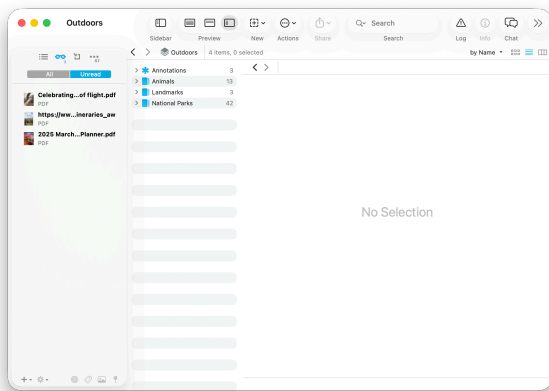 Outdoors
Sidebar
Preview
New
Actions
Share
Search
Search
Log
Info
Chat
Outdoors
4 items, 0 selected
by Name
All
Unread
Celebrating...of flight.pdf
PDF
https://ww...ineraries_aw
PDF
2025 March...Planner.pdf
PDF
Annotations 3
Animals 13
Landmarks 3
National Parks 42
No Selection